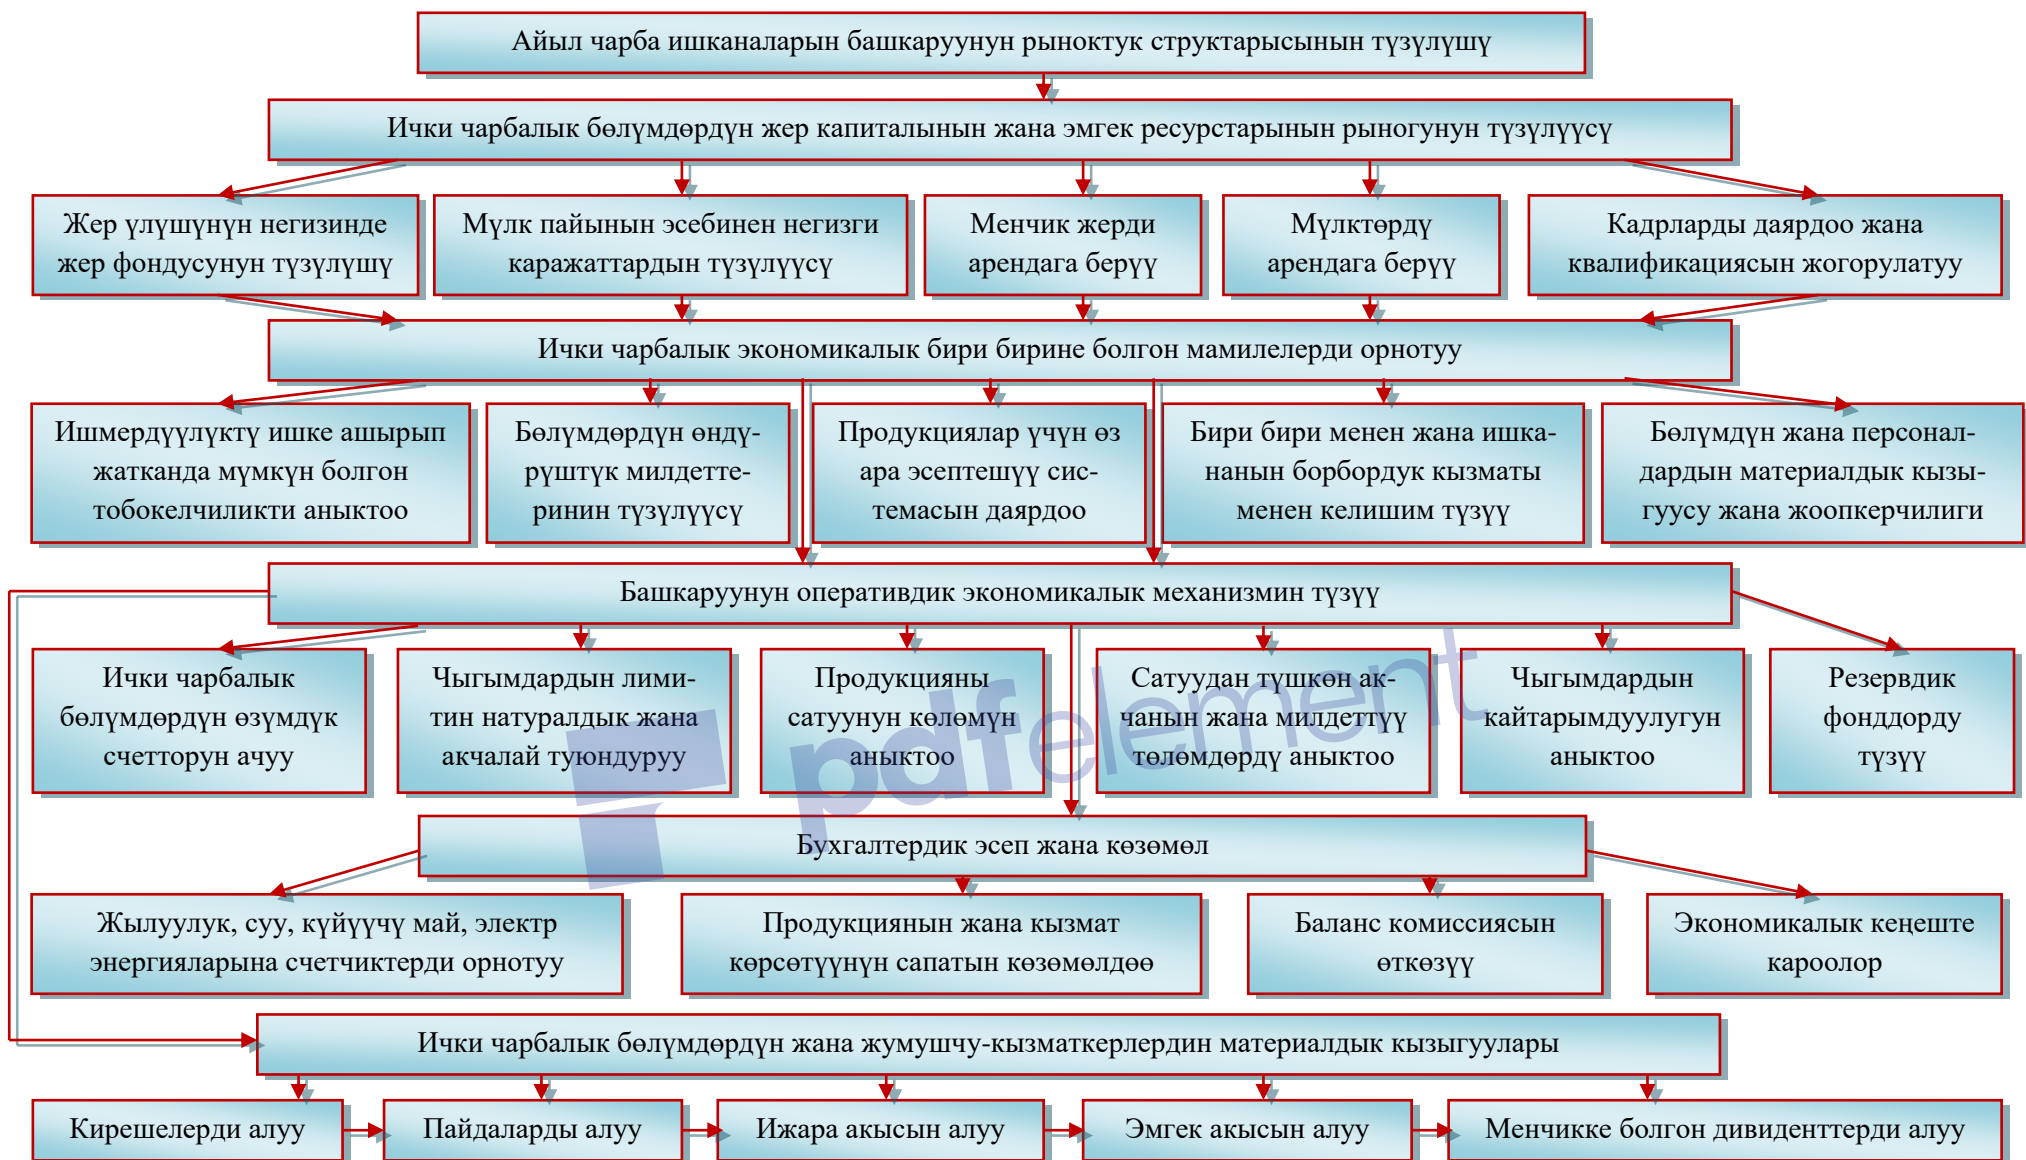 Айыл чарба ишканаларын башкаруунун рыноктук структарысынын түзүлүшү
Ички чарбалык бөлүмдөрдүн жер капиталынын жана эмгек ресурстарынын рыногунун түзүлүүсү
Жер үлүшүнүн негизинде
жер фондусунун түзүлүшү
Мүлк пайынын эсебинен негизги
каражаттардын түзүлүүсү
Менчик жерди
арендага берүү
Мүлктөрдү
арендага берүү
Кадрларды даярдоо жана
квалификациясын жогорулатуу
Ички чарбалык экономикалык бири бирине болгон мамилелерди орнотуу
Ишмердүүлүктү ишке ашырып
жатканда мүмкүн болгон
тобокелчиликти аныктоо
Бөлүмдөрдүн өндү-
рүштүк милдетте-
ринин түзүлүүсү
Продукциялар үчүн өз
ара эсептешүү сис-
темасын даярдоо
Бири бири менен жана ишка-
нанын борбордук кызматы
менен келишим түзүү
Бөлүмдүн жана персонал-
дардын материалдык кызы-
гуусу жана жоопкерчилиги
Башкаруунун оперативдик экономикалык механизмин түзүү
Ички чарбалык
бөлүмдөрдүн өзүмдүк
счетторун ачуу
Чыгымдардын лими-
тин натуралдык жана
акчалай туюндуруу
Продукцияны
сатуунун көлөмүн
аныктоо
Сатуудан түшкөн ак-
чанын жана милдеттүү
төлөмдөрдү аныктоо
Чыгымдардын
кайтарымдуулугун
аныктоо
Резервдик
фонддорду
түзүү
pdfelement
Бухгалтердик эсеп жана көзөмөл
Жылуулук, суу, күйүүчү май, электр
энергияларына счетчиктерди орнотуу
Продукциянын жана кызмат
көрсөтүүнүн сапатын көзөмөлдөө
Баланс комиссиясын
өткөзүү
Экономикалык кеңеште
кароолор
Ички чарбалык бөлүмдөрдүн жана жумушчу-кызматкерлердин материалдык кызыгуулары
Кирешелерди алуу
Пайдаларды алуу
Ижара акысын алуу
Эмгек акысын алуу
Менчикке болгон дивиденттерди алуу